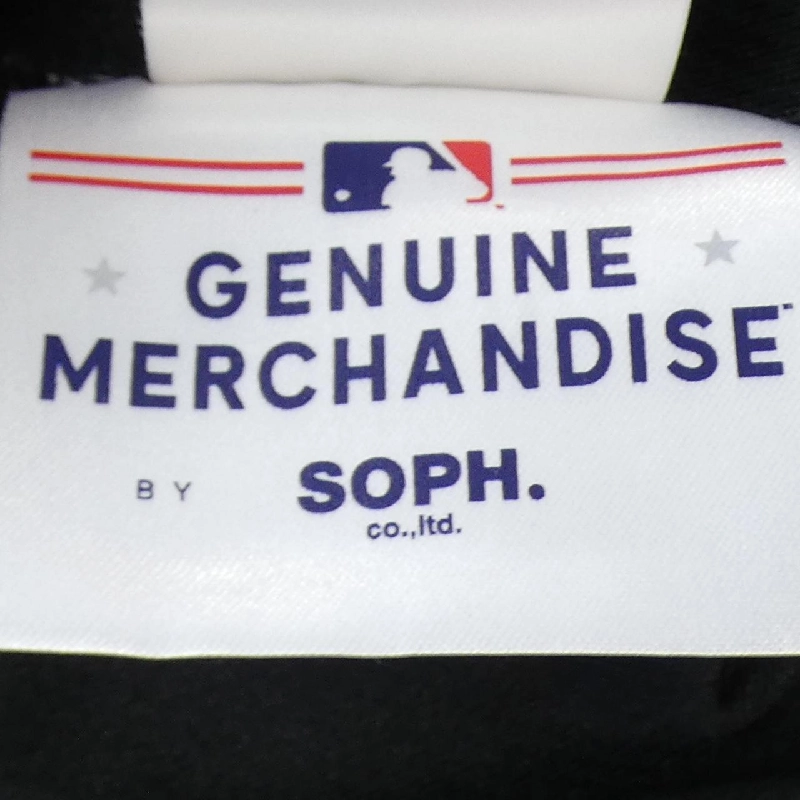 GENUINE
MERCHANDISE™
BY SOPH.
co.,ltd.